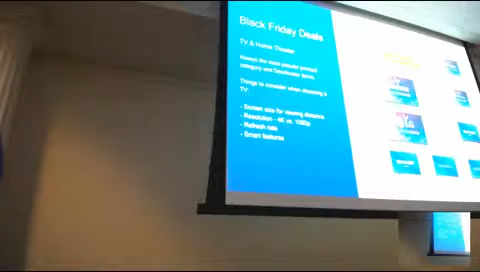 Black Friday Deals
TV & Home Theater
Always the most popular product
category and Doorbuster items.
Things to consider when choosing a
TV:
- Screen size for viewing distance
- Resolution - 4K vs. 1080p
- Refresh rate
- Smart features